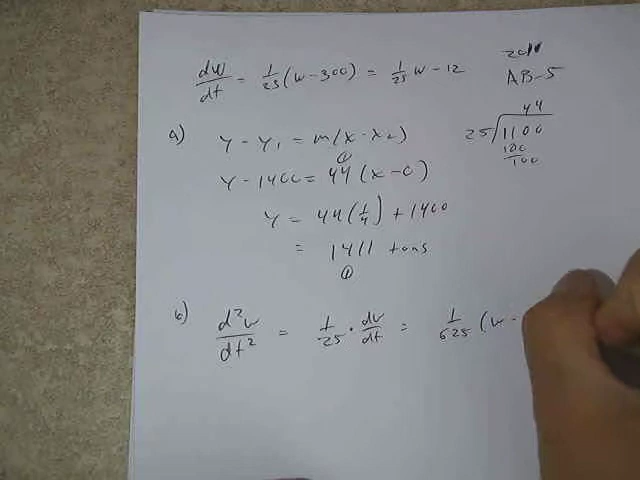 2011
AB-5
dW/dt = 1/25 (W - 300) = 1/25 W - 12
44
25)1100
100
100
a) Y - Y1 = m(X - X1)
Y - 1400 = 44(X - 0)
Y = 44(1/4) + 1400
= 1411 tons
b) d²W/dt² = 1/25 · dW/dt = 1/625 (W -